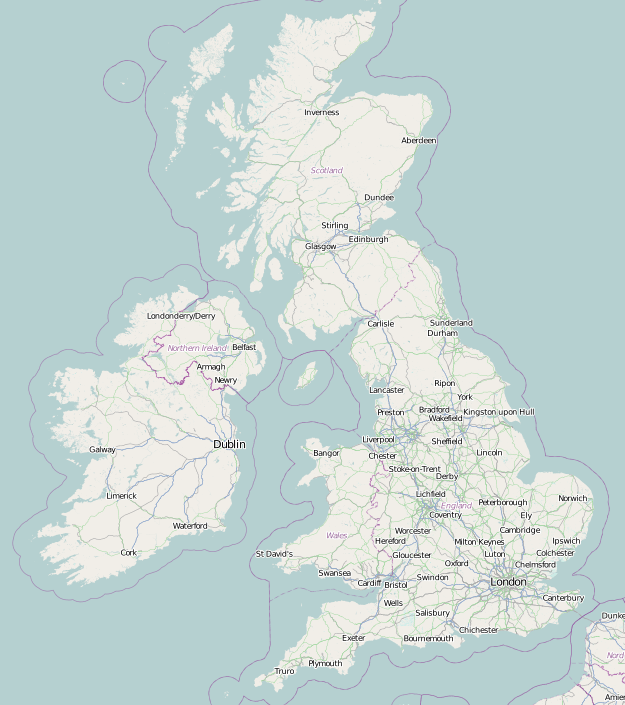 Inverness
Aberdeen
Scotland
Dundee
Stirling
Edinburgh
Glasgow
Londonderry/Derry
Carlisle
Sunderland
Durham
Northern Ireland
Belfast
Armagh
Newry
Ripon
Lancaster
York
Preston
Bradford
Kingston upon Hull
Wakefield
Dublin
Liverpool
Sheffield
Galway
Bangor
Chester
Lincoln
Stoke-on-Trent
Derby
Limerick
Lichfield
Norwich
England
Peterborough
Coventry
Ely
Waterford
Worcester
Cambridge
Wales
Hereford
Milton Keynes
Ipswich
Cork
St David's
Gloucester
Luton
Colchester
Oxford
Chelmsford
Swansea
Swindon
Cardiff
Bristol
London
Wells
Canterbury
Salisbury
Dunke
Exeter
Bournemouth
Chichester
Nord
Plymouth
Truro
Amien